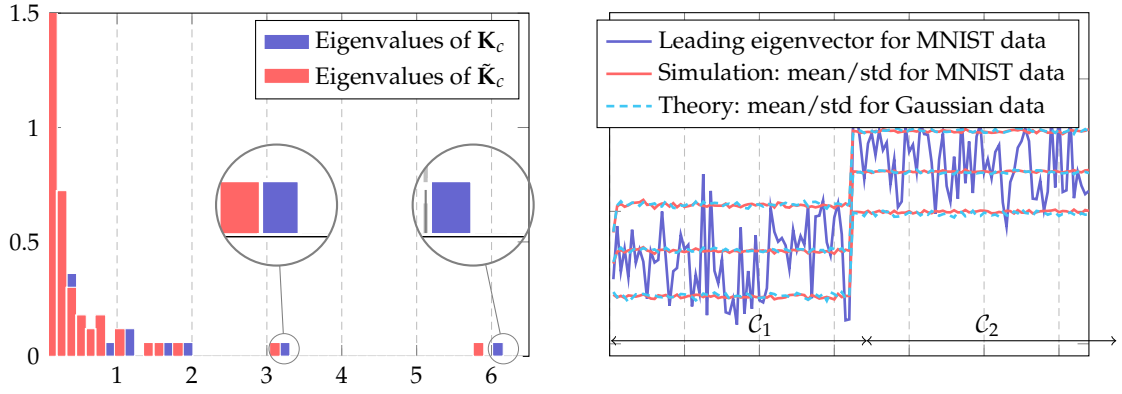 1.5
Eigenvalues of K_c
Eigenvalues of K̃_c
1
0.5
0
1 2 3 4 5 6
Leading eigenvector for MNIST data
Simulation: mean/std for MNIST data
Theory: mean/std for Gaussian data
C_1 C_2